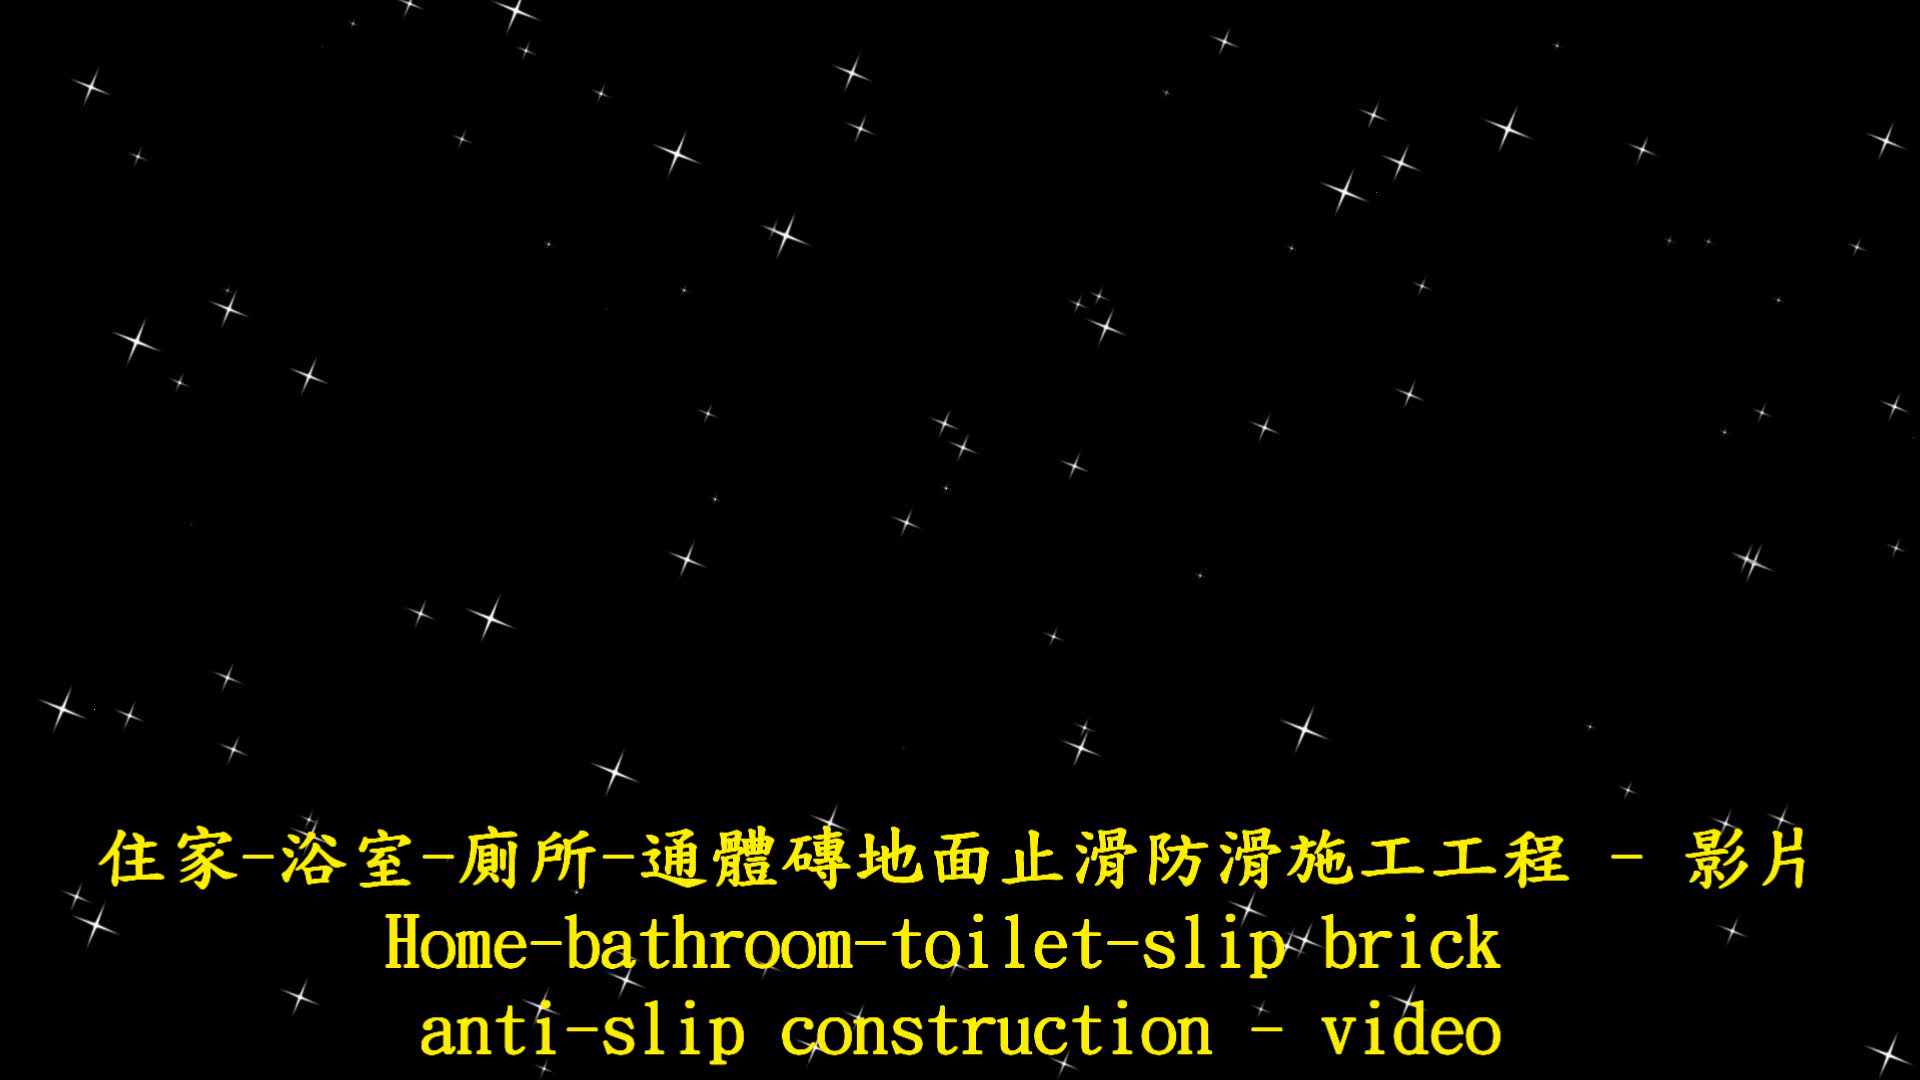 住家-浴室-廁所-通體磚地面止滑防滑施工工程 - 影片
Home-bathroom-toilet-slip brick
anti-slip construction - video